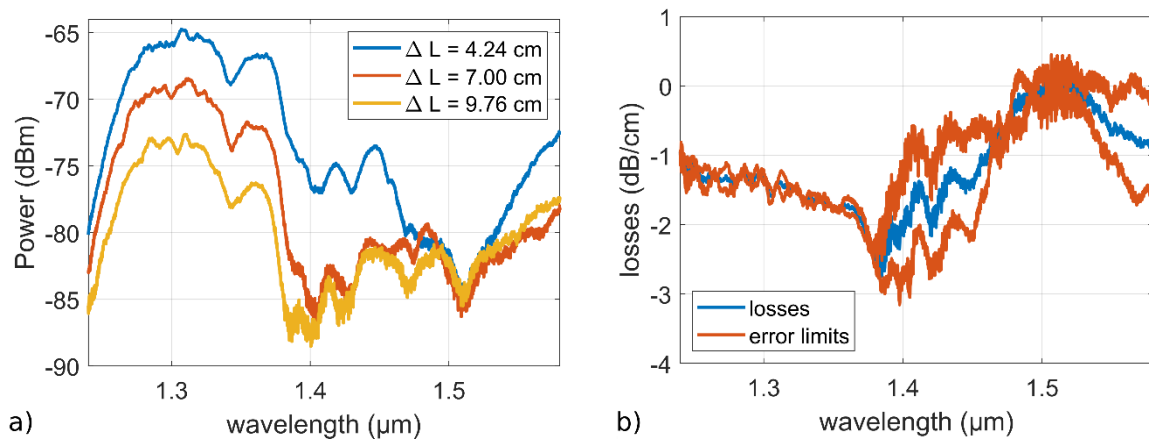 -65
-70
-75
-80
-85
-90
Power (dBm)
Δ L = 4.24 cm
Δ L = 7.00 cm
Δ L = 9.76 cm
1.3
1.4
1.5
wavelength (µm)
a)
1
0
-1
-2
-3
-4
losses (dB/cm)
losses
error limits
1.3
1.4
1.5
wavelength (µm)
b)